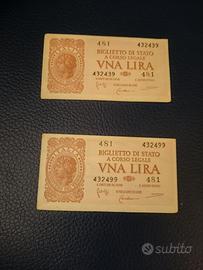 481 432439
BIGLIETTO DI STATO
A CORSO LEGALE
VNA LIRA
432439 481
481 432499
BIGLIETTO DI STATO
A CORSO LEGALE
VNA LIRA
432499 481
subito